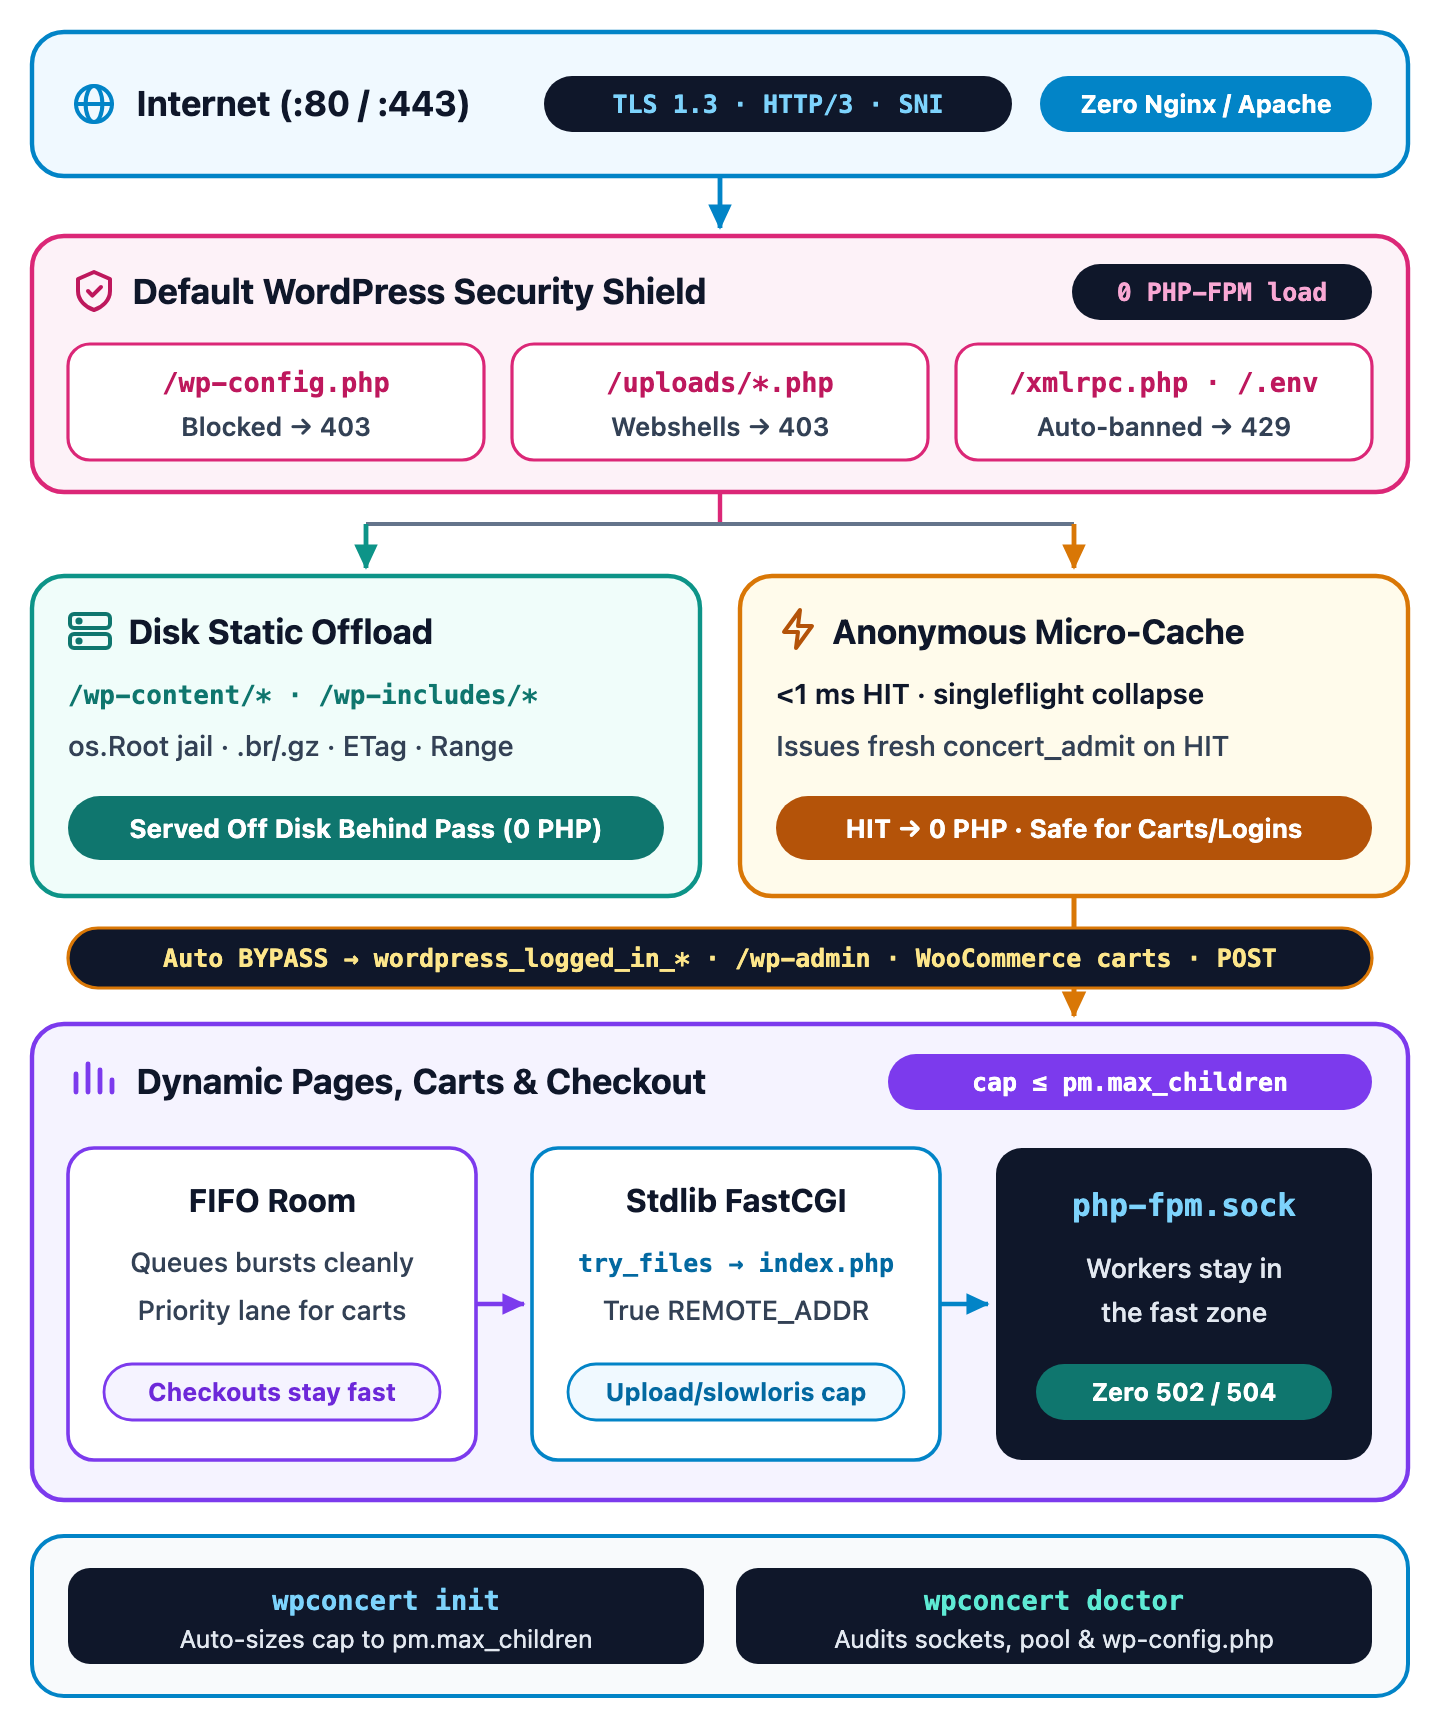 Internet (:80 / :443)
TLS 1.3 · HTTP/3 · SNI
Zero Nginx / Apache
Default WordPress Security Shield
0 PHP-FPM load
/wp-config.php
Blocked → 403
/uploads/*.php
Webshells → 403
/xmlrpc.php · /.env
Auto-banned → 429
Disk Static Offload
/wp-content/* · /wp-includes/*
os.Root jail · .br/.gz · ETag · Range
Served Off Disk Behind Pass (0 PHP)
Anonymous Micro-Cache
<1 ms HIT · singleflight collapse
Issues fresh concert_admit on HIT
HIT → 0 PHP · Safe for Carts/Logins
Auto BYPASS → wordpress_logged_in_* · /wp-admin · WooCommerce carts · POST
Dynamic Pages, Carts & Checkout
cap ≤ pm.max_children
FIFO Room
Queues bursts cleanly
Priority lane for carts
Checkouts stay fast
Stdlib FastCGI
try_files → index.php
True REMOTE_ADDR
Upload/slowloris cap
php-fpm.sock
Workers stay in
the fast zone
Zero 502 / 504
wpconcert init
Auto-sizes cap to pm.max_children
wpconcert doctor
Audits sockets, pool & wp-config.php